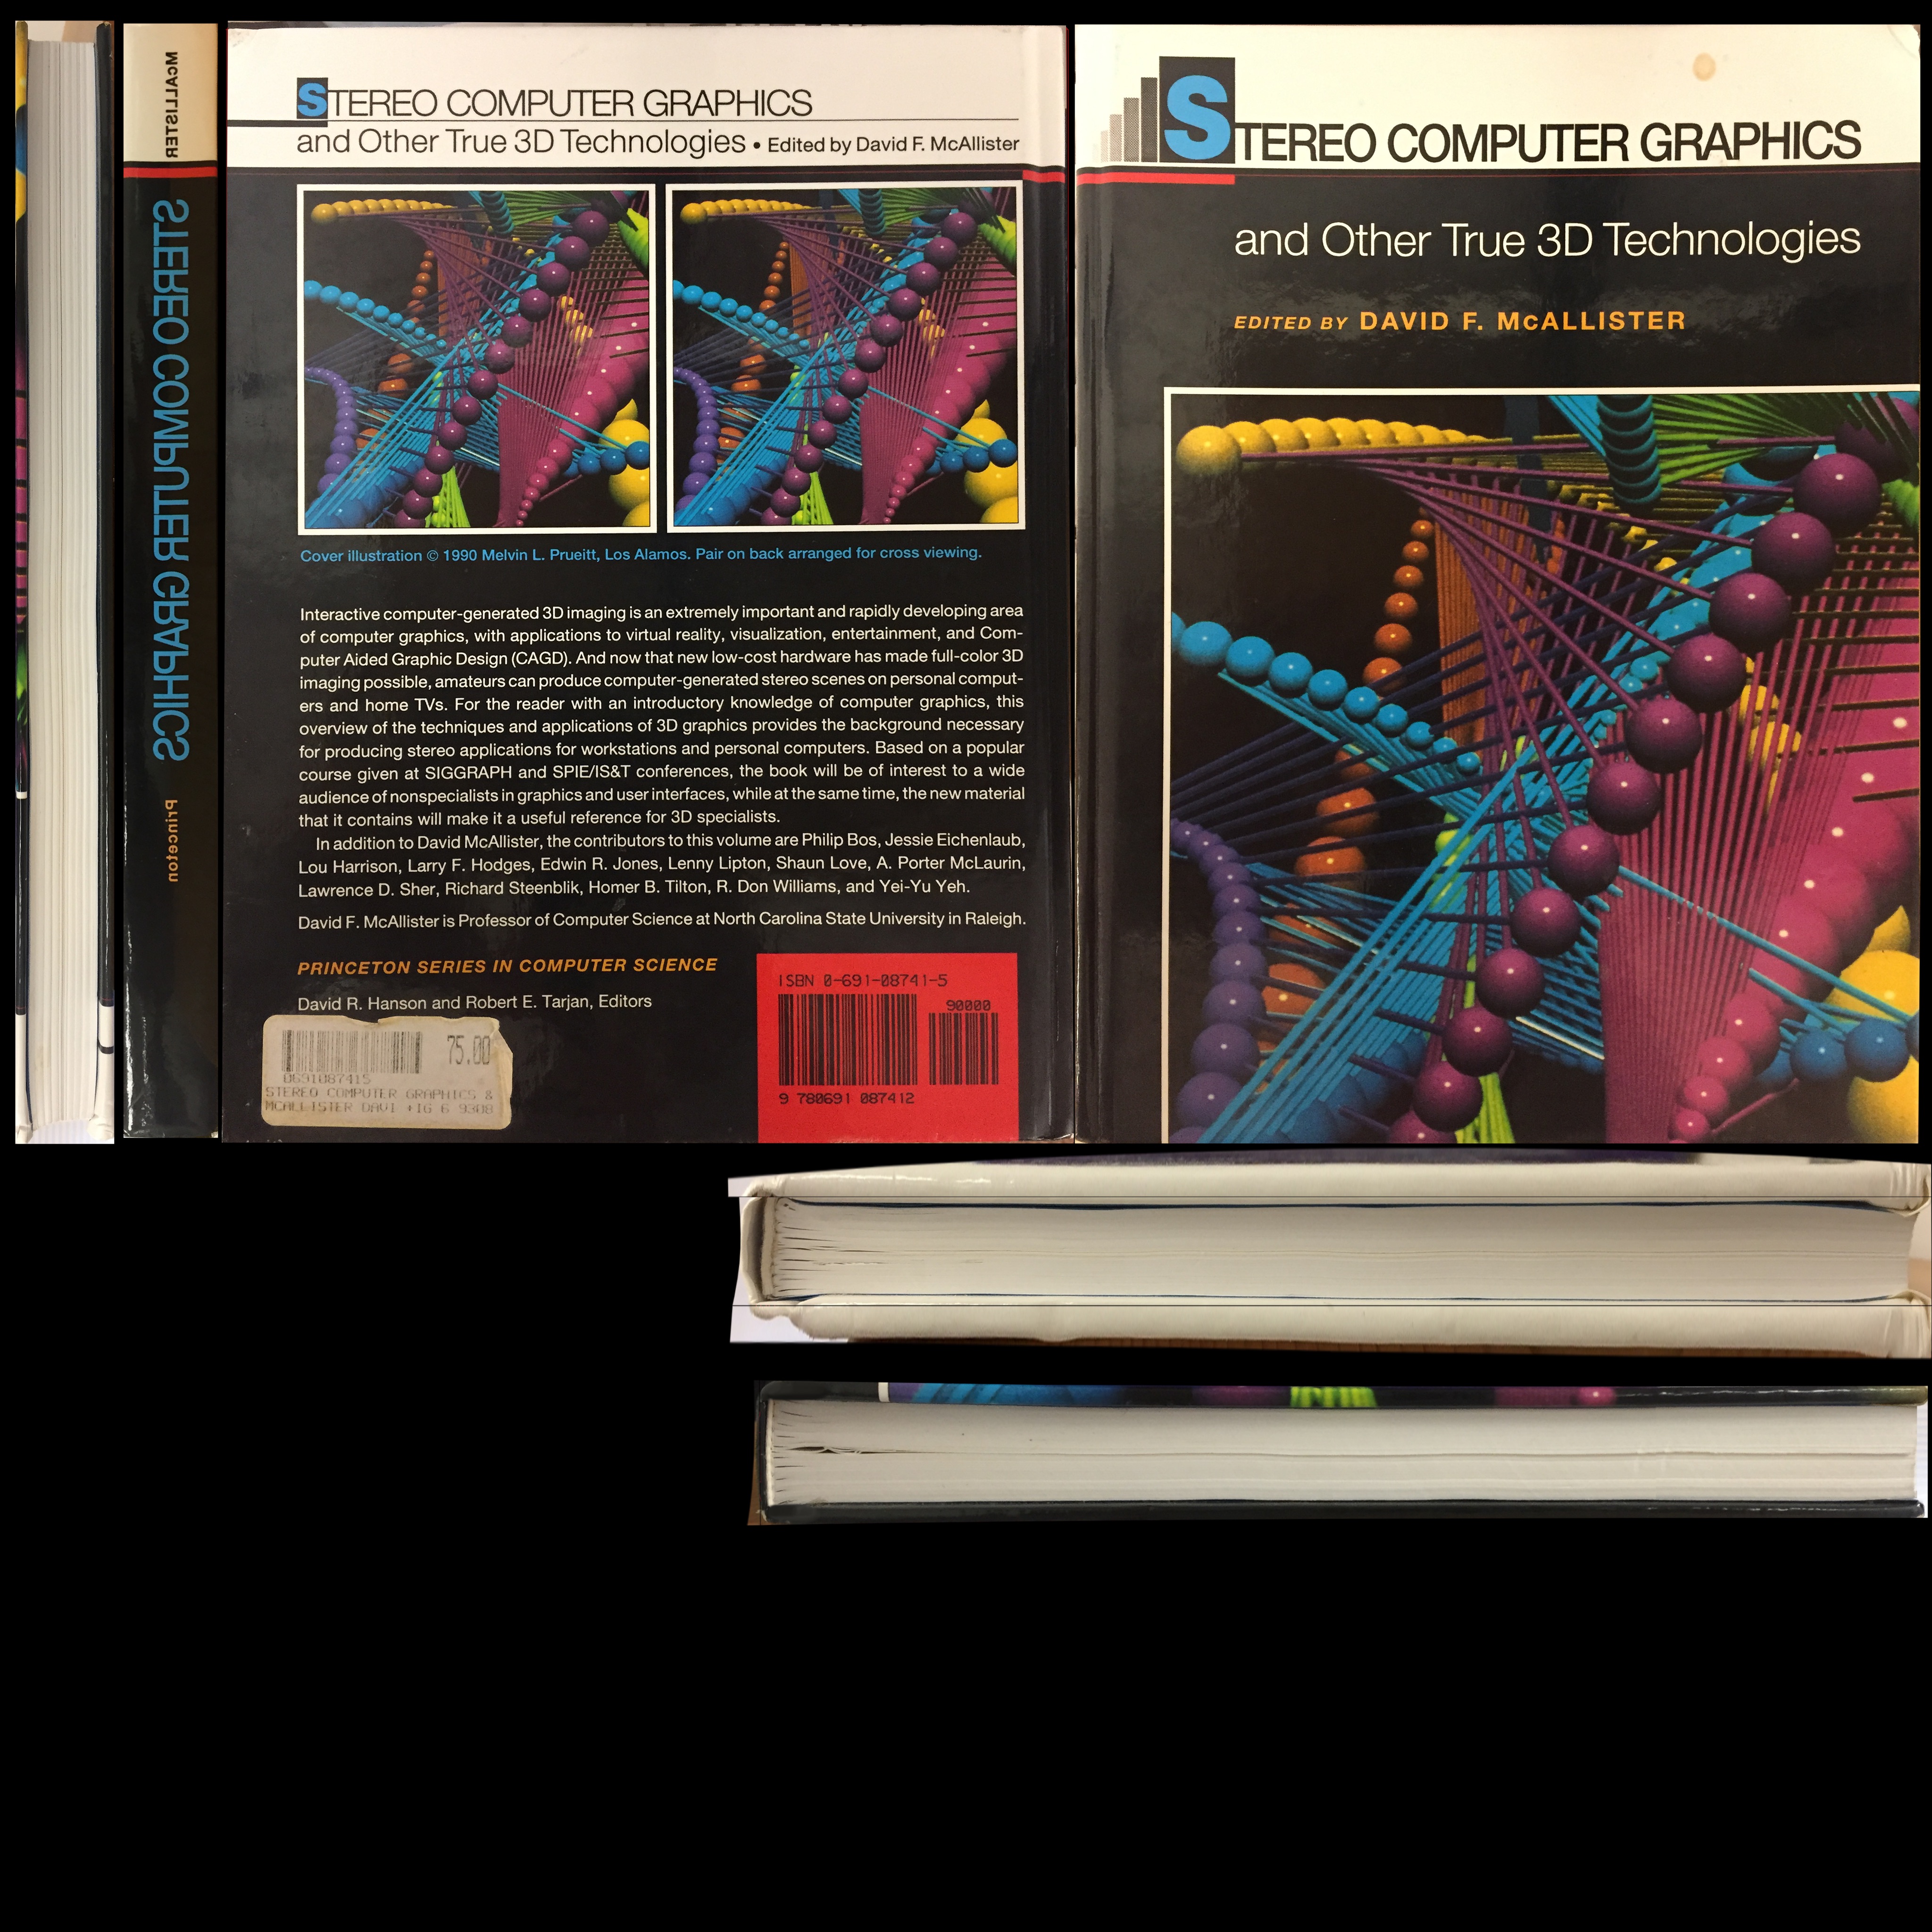 McALLISTER
STEREO COMPUTER GRAPHICS
Princeton
STEREO COMPUTER GRAPHICS
and Other True 3D Technologies • Edited by David F. McAllister
Cover illustration © 1990 Melvin L. Prueitt, Los Alamos. Pair on back arranged for cross viewing.
Interactive computer-generated 3D imaging is an extremely important and rapidly developing area
of computer graphics, with applications to virtual reality, visualization, entertainment, and Com-
puter Aided Graphic Design (CAGD). And now that new low-cost hardware has made full-color 3D
imaging possible, amateurs can produce computer-generated stereo scenes on personal comput-
ers and home TVs. For the reader with an introductory knowledge of computer graphics, this
overview of the techniques and applications of 3D graphics provides the background necessary
for producing stereo applications for workstations and personal computers. Based on a popular
course given at SIGGRAPH and SPIE/IS&T conferences, the book will be of interest to a wide
audience of nonspecialists in graphics and user interfaces, while at the same time, the new material
that it contains will make it a useful reference for 3D specialists.
In addition to David McAllister, the contributors to this volume are Philip Bos, Jessie Eichenlaub,
Lou Harrison, Larry F. Hodges, Edwin R. Jones, Lenny Lipton, Shaun Love, A. Porter McLaurin,
Lawrence D. Sher, Richard Steenblik, Homer B. Tilton, R. Don Williams, and Yei-Yu Yeh.
David F. McAllister is Professor of Computer Science at North Carolina State University in Raleigh.
PRINCETON SERIES IN COMPUTER SCIENCE
David R. Hanson and Robert E. Tarjan, Editors
75.00
0691087415
STEREO COMPUTER GRAPHICS &
MCALLISTER DAVI +IG 6 9308
ISBN 0-691-08741-5
90000
9 780691 087412
STEREO COMPUTER GRAPHICS
and Other True 3D Technologies
EDITED BY DAVID F. McALLISTER